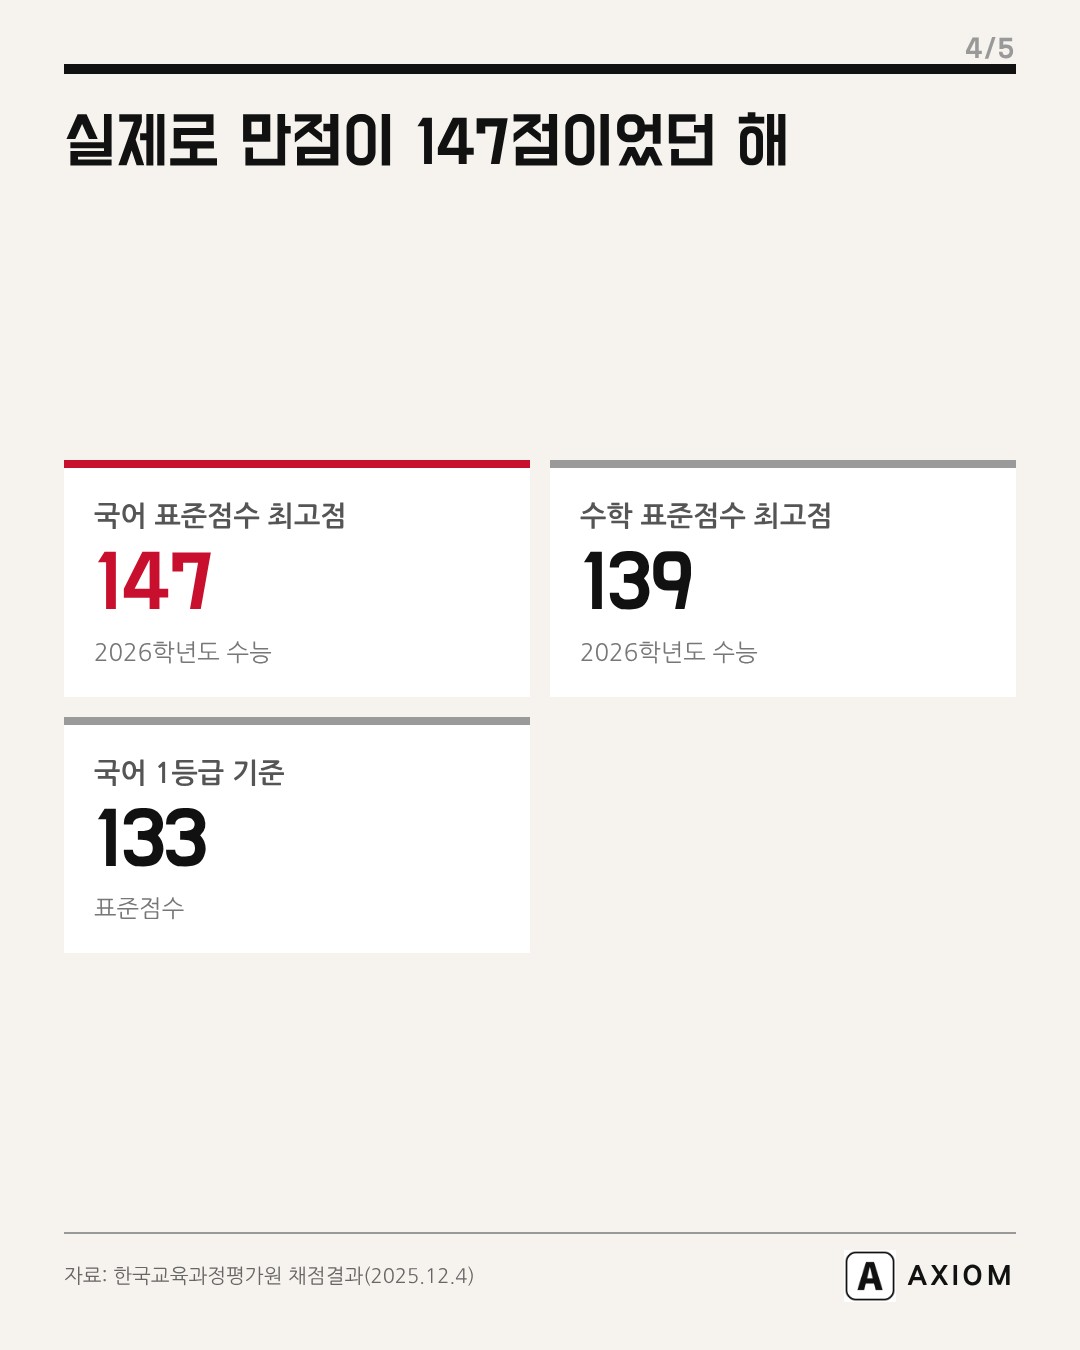 4/5
실제로 만점이 147점이었던 해
국어 표준점수 최고점
147
2026학년도 수능
수학 표준점수 최고점
139
2026학년도 수능
국어 1등급 기준
133
표준점수
자료: 한국교육과정평가원 채점결과(2025.12.4)
A AXIOM